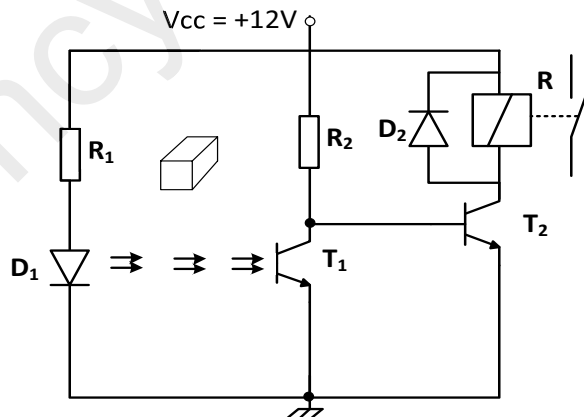 Vcc = +12V
R
D₂
R₁
R₂
T₂
D₁
T₁